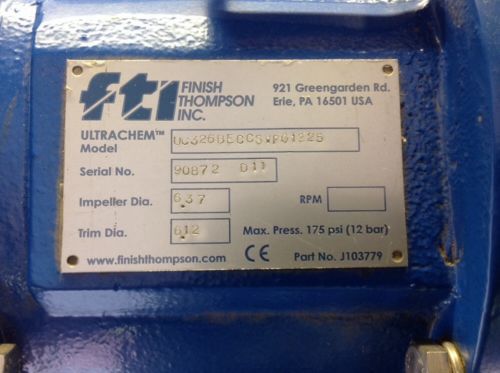 fti FINISH THOMPSON INC.
921 Greengarden Rd.
Erie, PA 16501 USA
ULTRACHEM™
Model
Serial No. 90872 D11
Impeller Dia. 637 RPM
Trim Dia. 612 Max. Press. 175 psi (12 bar)
www.finishthompson.com CE Part No. J103779